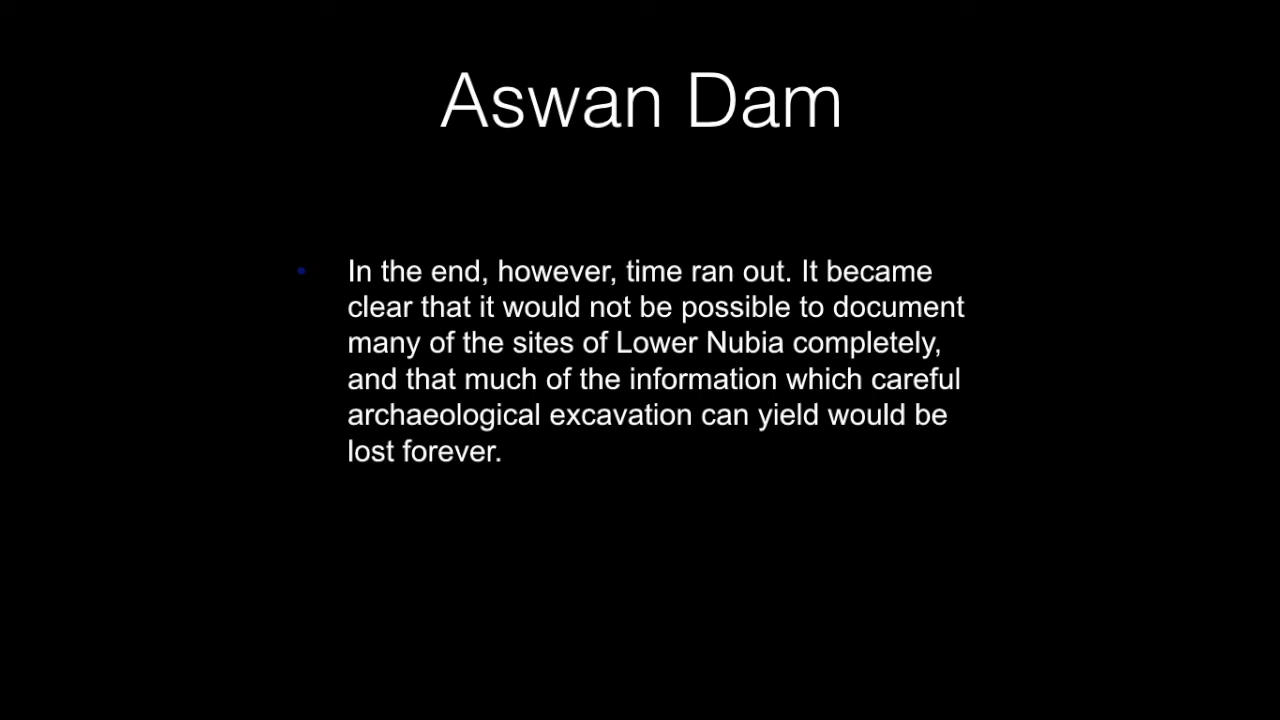 Aswan Dam
• In the end, however, time ran out. It became
clear that it would not be possible to document
many of the sites of Lower Nubia completely,
and that much of the information which careful
archaeological excavation can yield would be
lost forever.